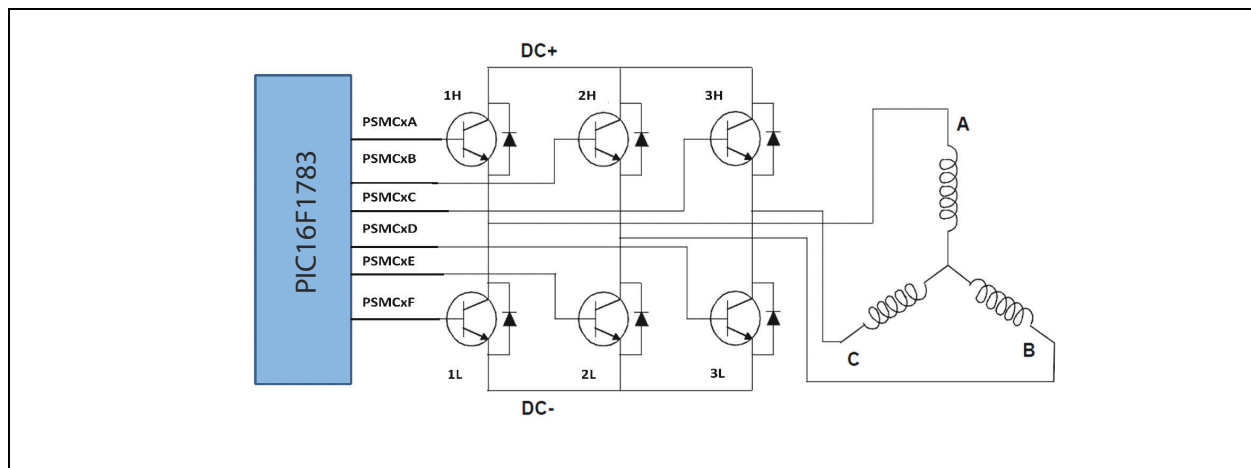 DC+
1H
2H
3H
A
PIC16F1783
PSMCxA
PSMCxB
PSMCxC
PSMCxD
PSMCxE
PSMCxF
C
B
1L
2L
3L
DC-